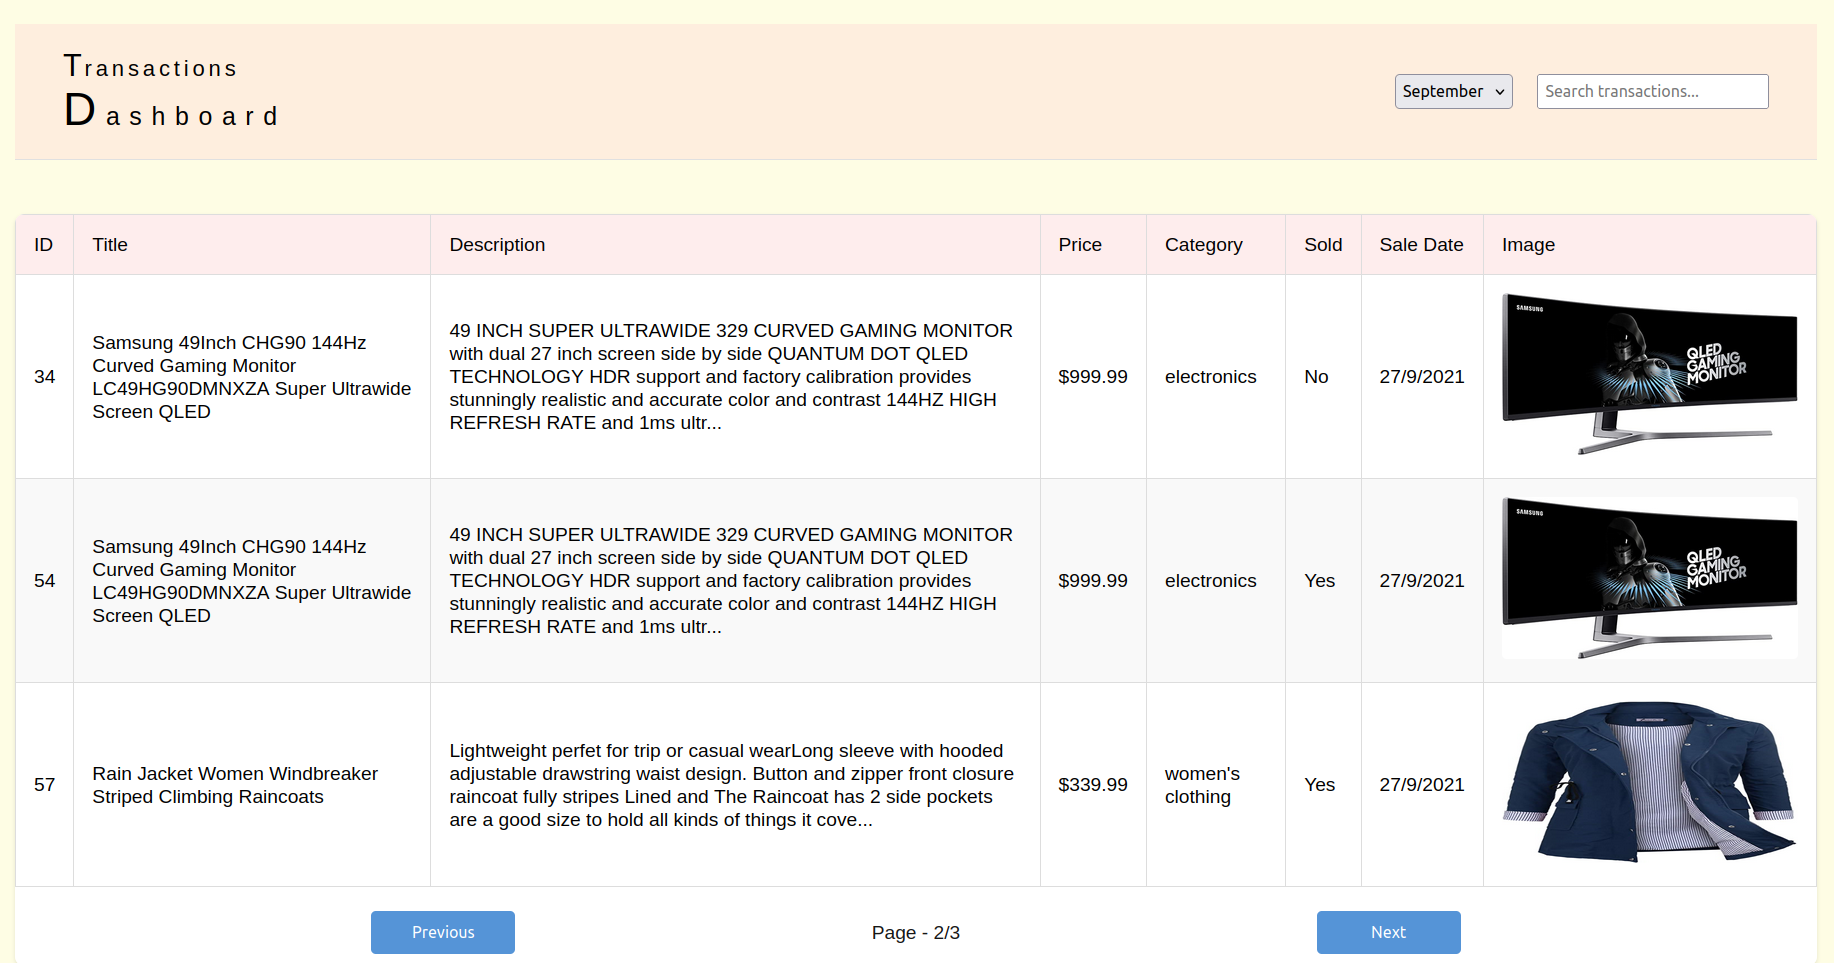 Transactions
Dashboard
September
Search transactions...
ID Title Description Price Category Sold Sale Date Image
34
Samsung 49Inch CHG90 144Hz
Curved Gaming Monitor
LC49HG90DMNXZA Super Ultrawide
Screen QLED
49 INCH SUPER ULTRAWIDE 329 CURVED GAMING MONITOR
with dual 27 inch screen side by side QUANTUM DOT QLED
TECHNOLOGY HDR support and factory calibration provides
stunningly realistic and accurate color and contrast 144HZ HIGH
REFRESH RATE and 1ms ultr...
$999.99
electronics
No
27/9/2021
SAMSUNG
QLED
GAMING
MONITOR
54
Samsung 49Inch CHG90 144Hz
Curved Gaming Monitor
LC49HG90DMNXZA Super Ultrawide
Screen QLED
49 INCH SUPER ULTRAWIDE 329 CURVED GAMING MONITOR
with dual 27 inch screen side by side QUANTUM DOT QLED
TECHNOLOGY HDR support and factory calibration provides
stunningly realistic and accurate color and contrast 144HZ HIGH
REFRESH RATE and 1ms ultr...
$999.99
electronics
Yes
27/9/2021
SAMSUNG
QLED
GAMING
MONITOR
57
Rain Jacket Women Windbreaker
Striped Climbing Raincoats
Lightweight perfet for trip or casual wearLong sleeve with hooded
adjustable drawstring waist design. Button and zipper front closure
raincoat fully stripes Lined and The Raincoat has 2 side pockets
are a good size to hold all kinds of things it cove...
$339.99
women's
clothing
Yes
27/9/2021
Previous
Page - 2/3
Next